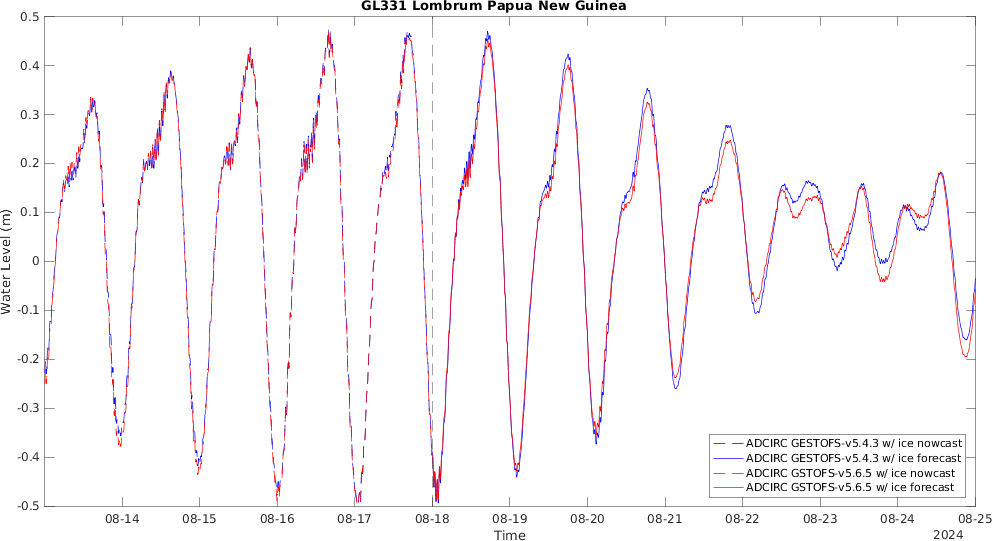 GL331 Lombrum Papua New Guinea
0.5
0.4
0.3
0.2
0.1
0
-0.1
-0.2
-0.3
-0.4
-0.5
Water Level (m)
ADCIRC GESTOFS-v5.4.3 w/ ice nowcast
ADCIRC GESTOFS-v5.4.3 w/ ice forecast
ADCIRC GSTOFS-v5.6.5 w/ ice nowcast
ADCIRC GSTOFS-v5.6.5 w/ ice forecast
08-14 08-15 08-16 08-17 08-18 08-19 08-20 08-21 08-22 08-23 08-24 08-25
Time
2024